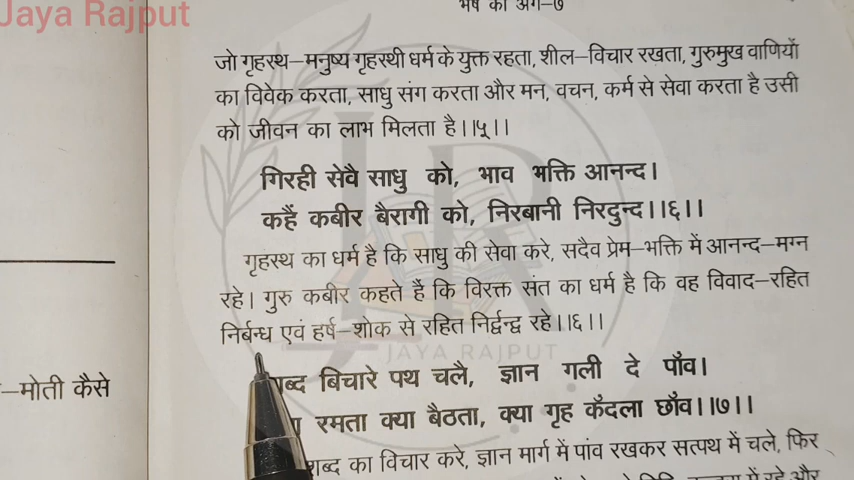 Jaya Rajput
भेष को अंग–७
जो गृहस्थ–मनुष्य गृहस्थी धर्म के युक्त रहता, शील–विचार रखता, गुरुमुख वाणियों
का विवेक करता, साधु संग करता और मन, वचन, कर्म से सेवा करता है उसी
को जीवन का लाभ मिलता है।।५।।
गिरही सेवै साधु को, भाव भक्ति आनन्द।
कहैं कबीर बैरागी को, निरबानी निरदुन्द।।६।।
गृहस्थ का धर्म है कि साधु की सेवा करे, सदैव प्रेम–भक्ति में आनन्द–मग्न
रहे। गुरु कबीर कहते हैं कि विरक्त संत का धर्म है कि वह विवाद–रहित
निर्बन्ध एवं हर्ष–शोक से रहित निर्द्वन्द्व रहे।।६।।
JAYA RAJPUT
बिचारे पथ चलै, ज्ञान गली दे पाँव।
–मोती कैसे
रमता क्या बैठता, क्या गृह कँदला छाँव।।७।।
शब्द का विचार करे, ज्ञान मार्ग में पांव रखकर सत्पथ में चले, फिर
में रहे और